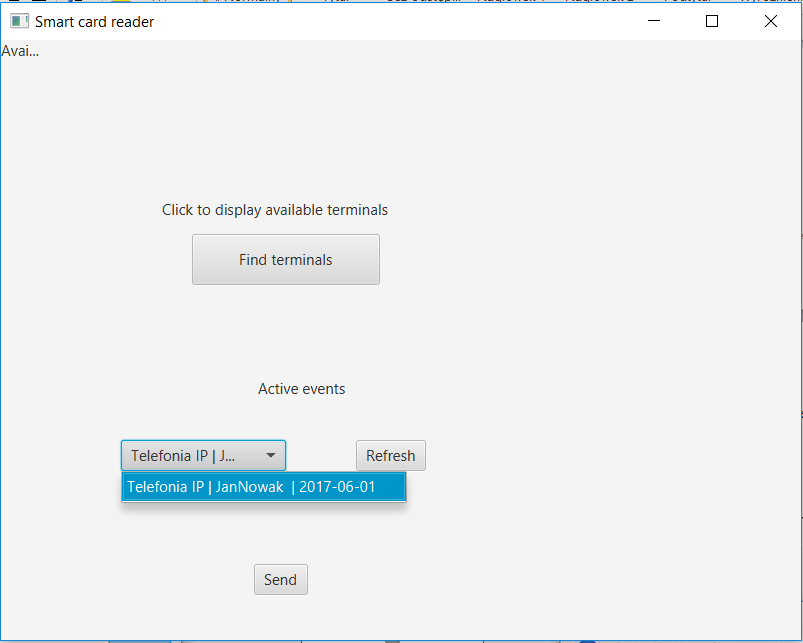 Smart card reader
Avai...
Click to display available terminals
Find terminals
Active events
Telefonia IP | J...
Refresh
Telefonia IP | JanNowak | 2017-06-01
Send